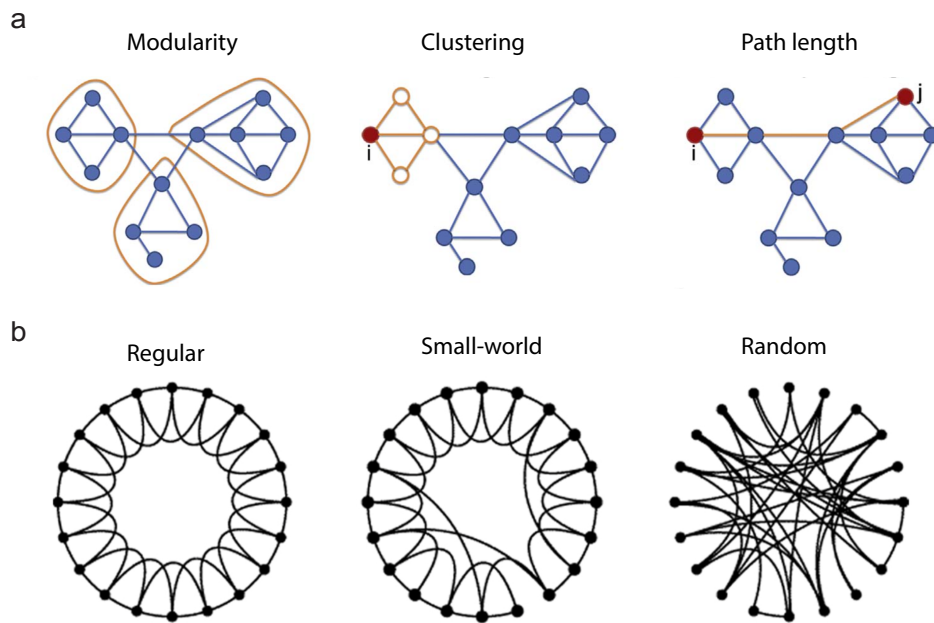 a
Modularity
Clustering
Path length
i
i
j
b
Regular
Small-world
Random